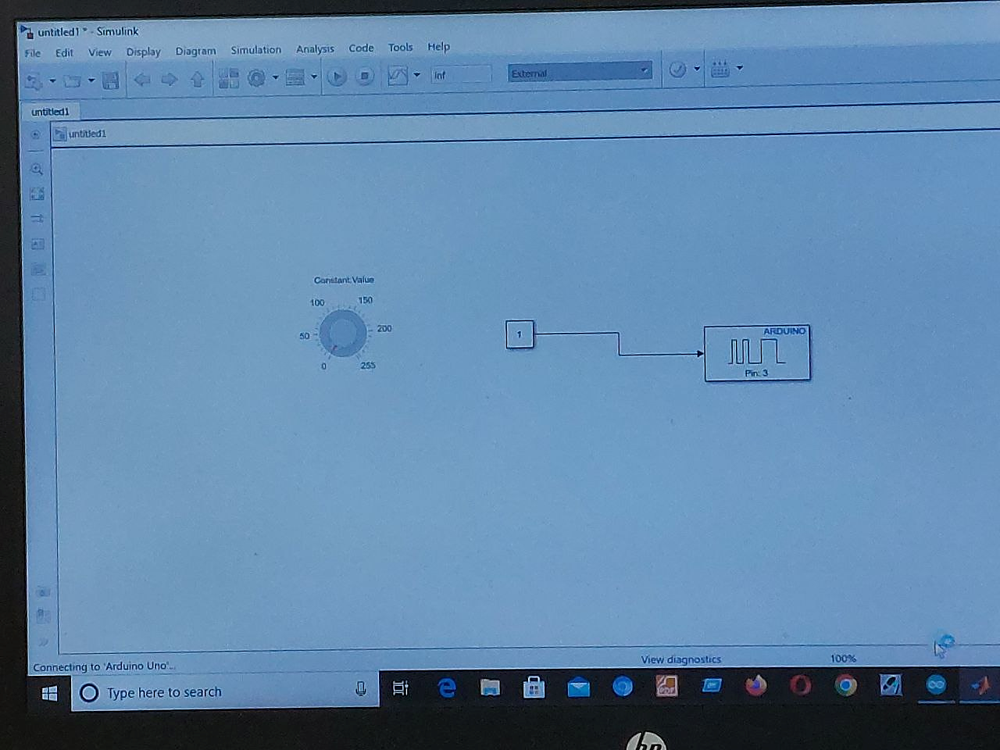 untitled1 * - Simulink
File Edit View Display Diagram Simulation Analysis Code Tools Help
Inf External
untitled1
untitled1
Constant:Value
100 150
50 200
0 255
1
ARDUINO
Pin: 3
Connecting to 'Arduino Uno'... View diagnostics 100%
Type here to search
hp